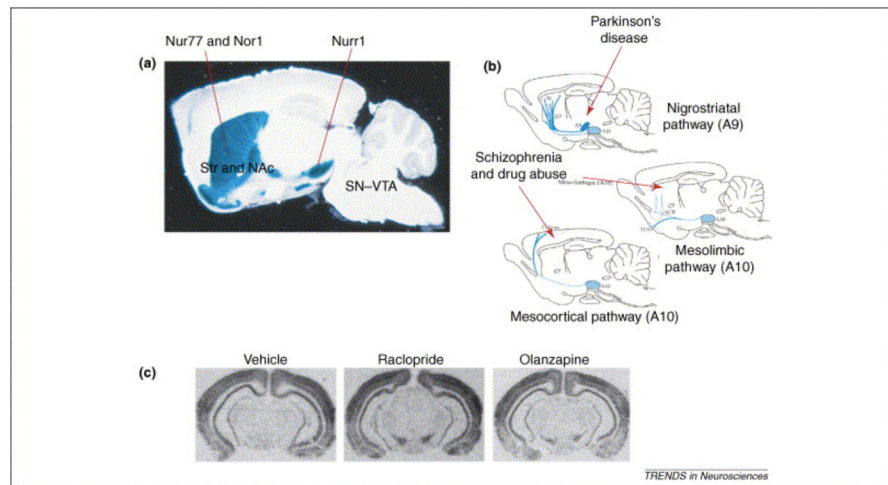 Nur77 and Nor1
Nurr1
(a)
Str and NAc
SN–VTA
Parkinson's
disease
(b)
Nigrostriatal
pathway (A9)
Schizophrenia
and drug abuse
Mesolimbic
pathway (A10)
Mesocortical pathway (A10)
(c)
Vehicle
Raclopride
Olanzapine
TRENDS in Neurosciences